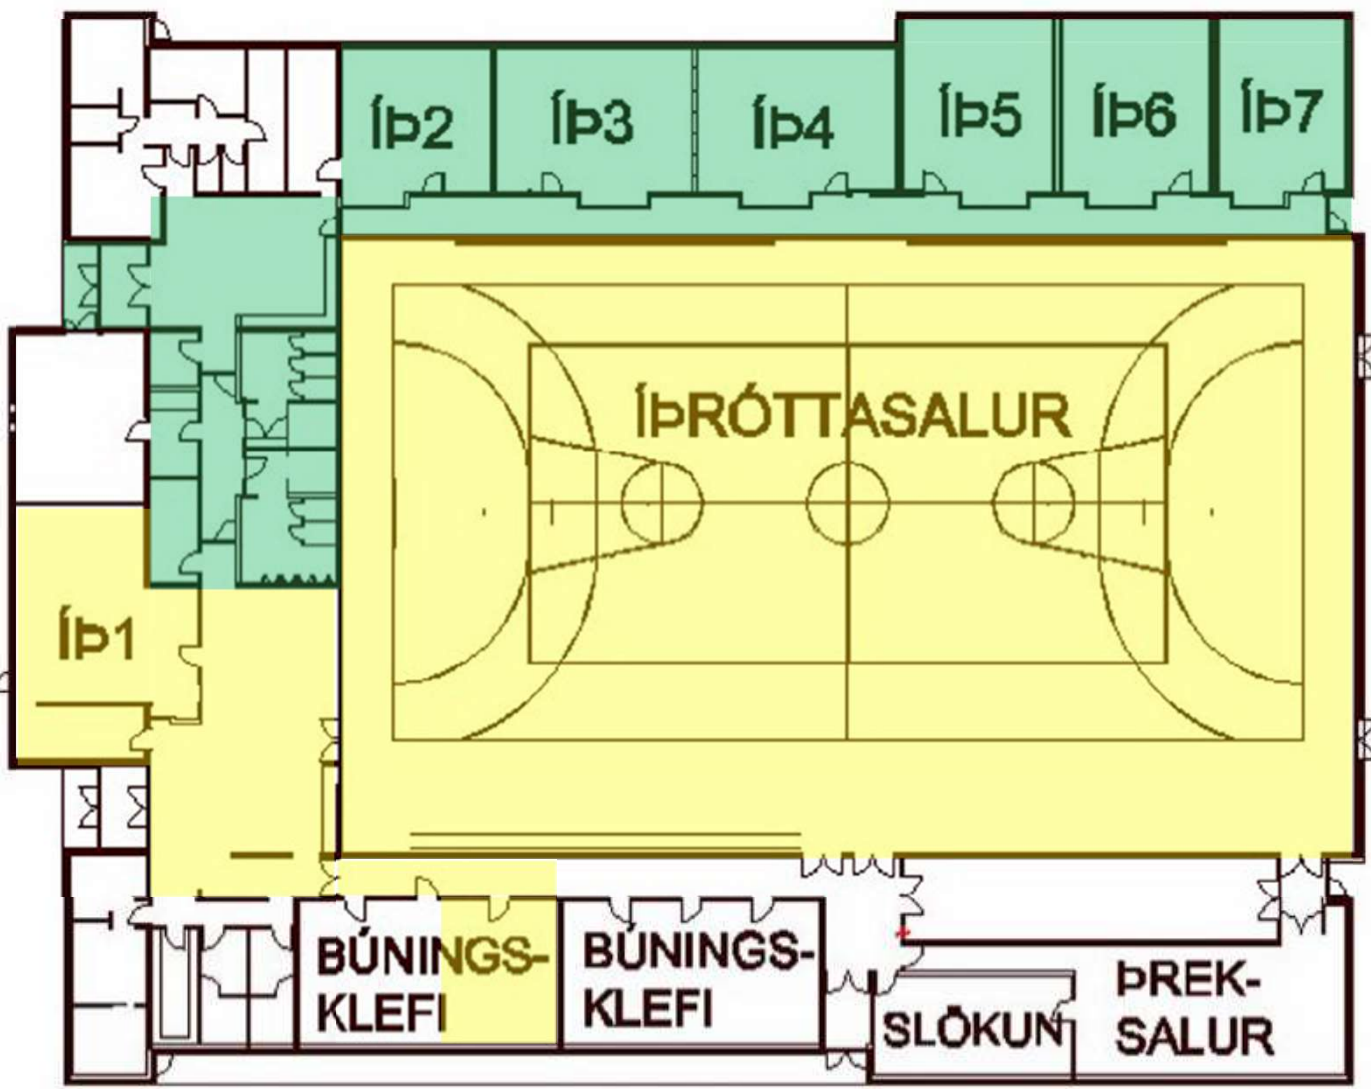 ÍÞ2
ÍÞ3
ÍÞ4
ÍÞ5
ÍÞ6
ÍÞ7
ÍÞRÓTTASALUR
ÍÞ1
BÚNINGS-
KLEFI
BÚNINGS-
KLEFI
SLÖKUN
ÞREK-
SALUR